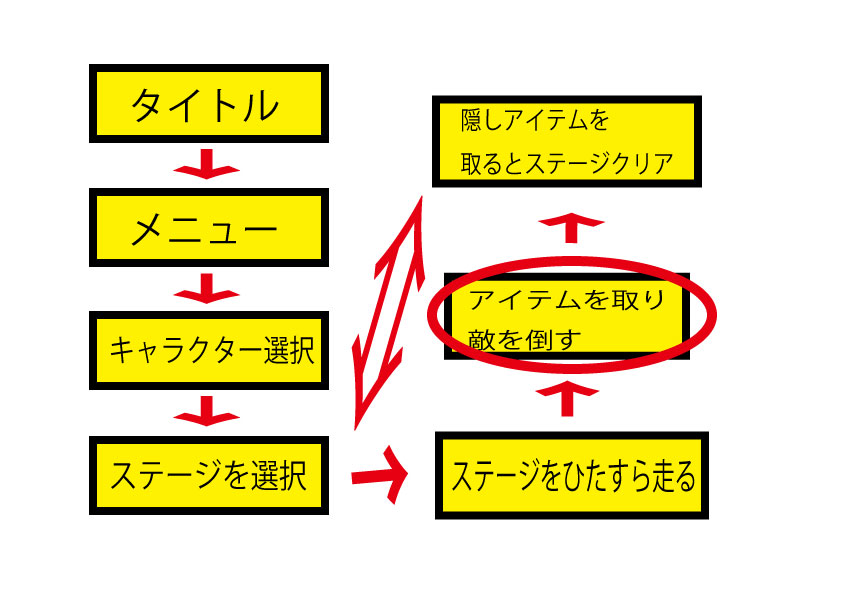 タイトル
メニュー
キャラクター選択
ステージを選択
ステージをひたすら走る
アイテムを取り
敵を倒す
隠しアイテムを
取るとステージクリア